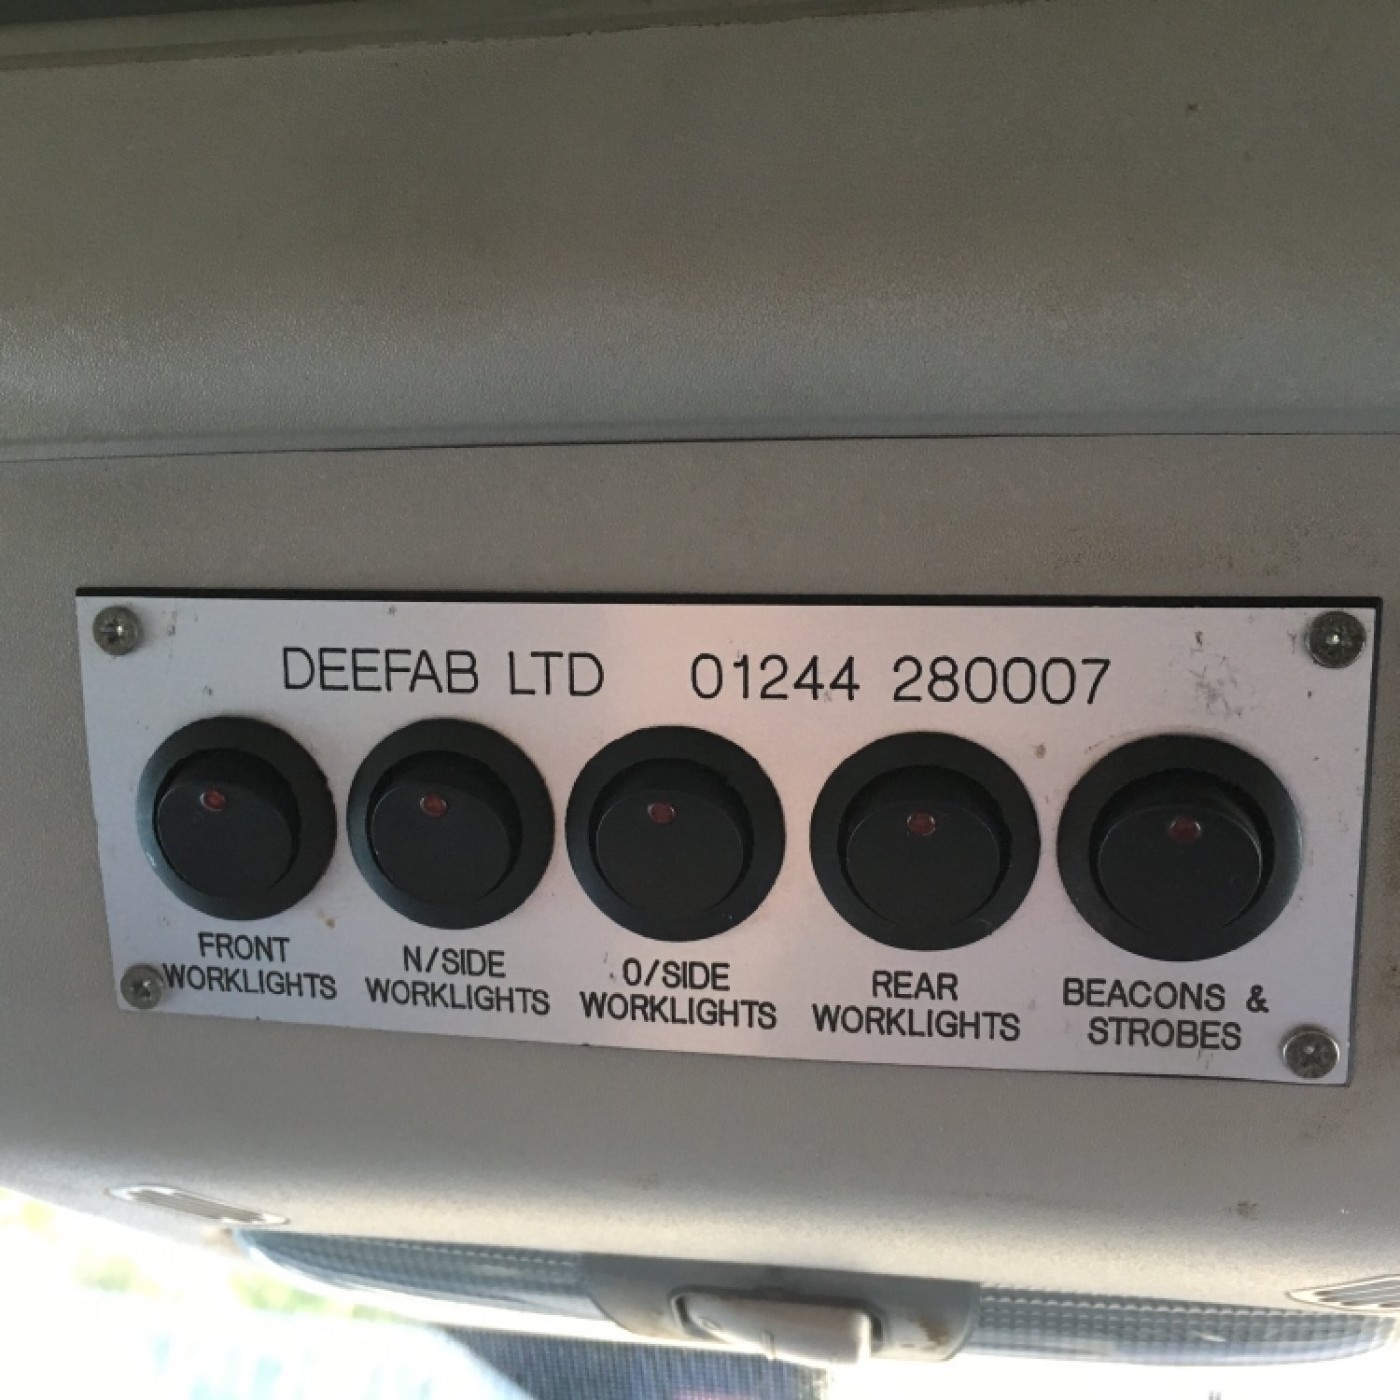 DEEFAB LTD 01244 280007
FRONT
WORKLIGHTS
N/SIDE
WORKLIGHTS
O/SIDE
WORKLIGHTS
REAR
WORKLIGHTS
BEACONS &
STROBES